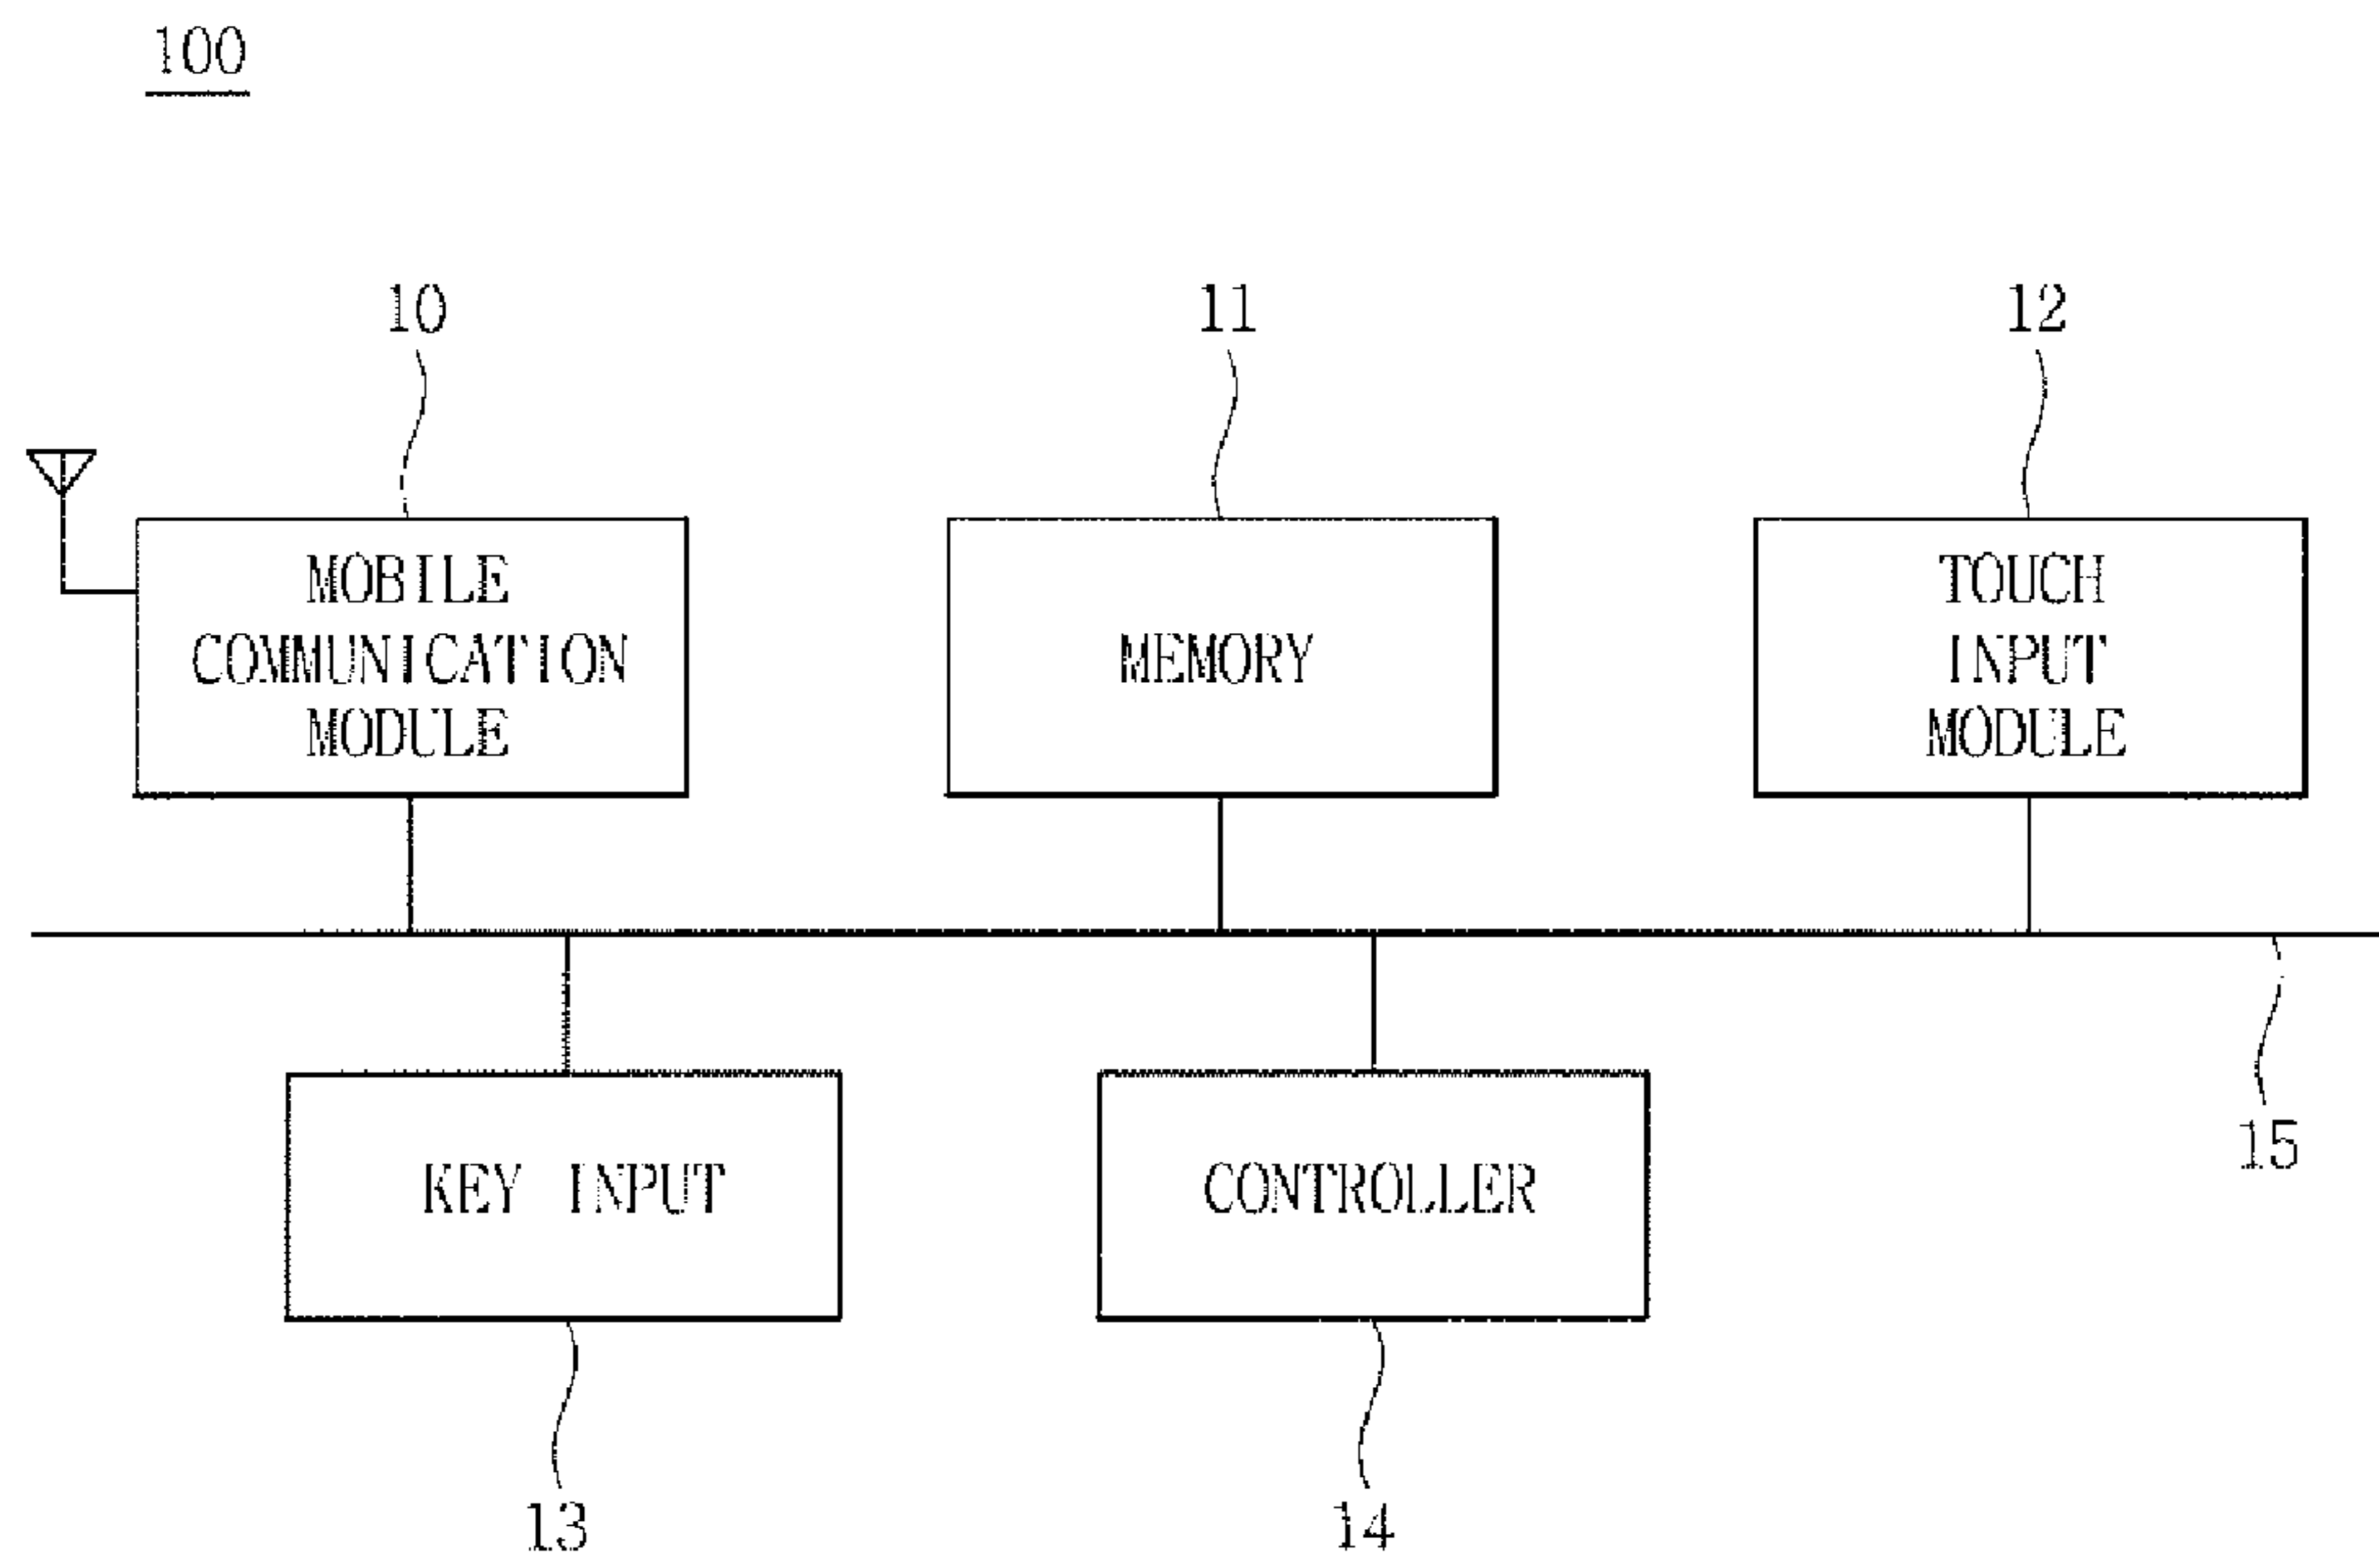 100
10
11
12
MOBILE
COMMUNICATION
MODULE
MEMORY
TOUCH
INPUT
MODULE
KEY INPUT
CONTROLLER
15
13
14